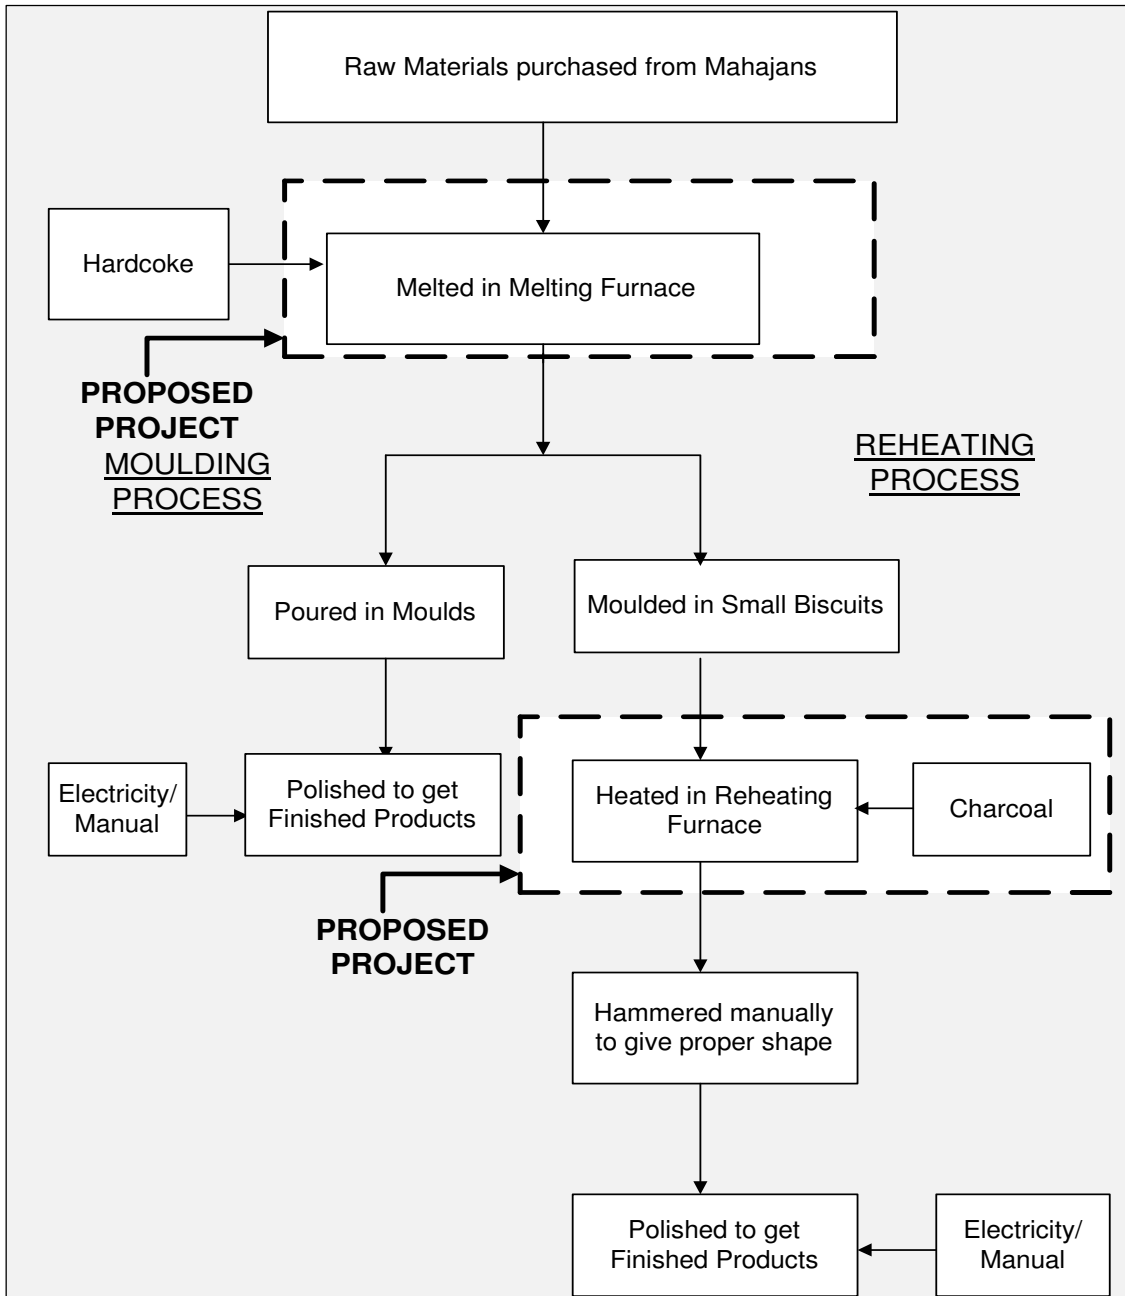 Raw Materials purchased from Mahajans
Hardcoke
Melted in Melting Furnace
PROPOSED
PROJECT
MOULDING
PROCESS
REHEATING
PROCESS
Poured in Moulds
Moulded in Small Biscuits
Electricity/
Manual
Polished to get
Finished Products
Heated in Reheating
Furnace
Charcoal
PROPOSED
PROJECT
Hammered manually
to give proper shape
Polished to get
Finished Products
Electricity/
Manual